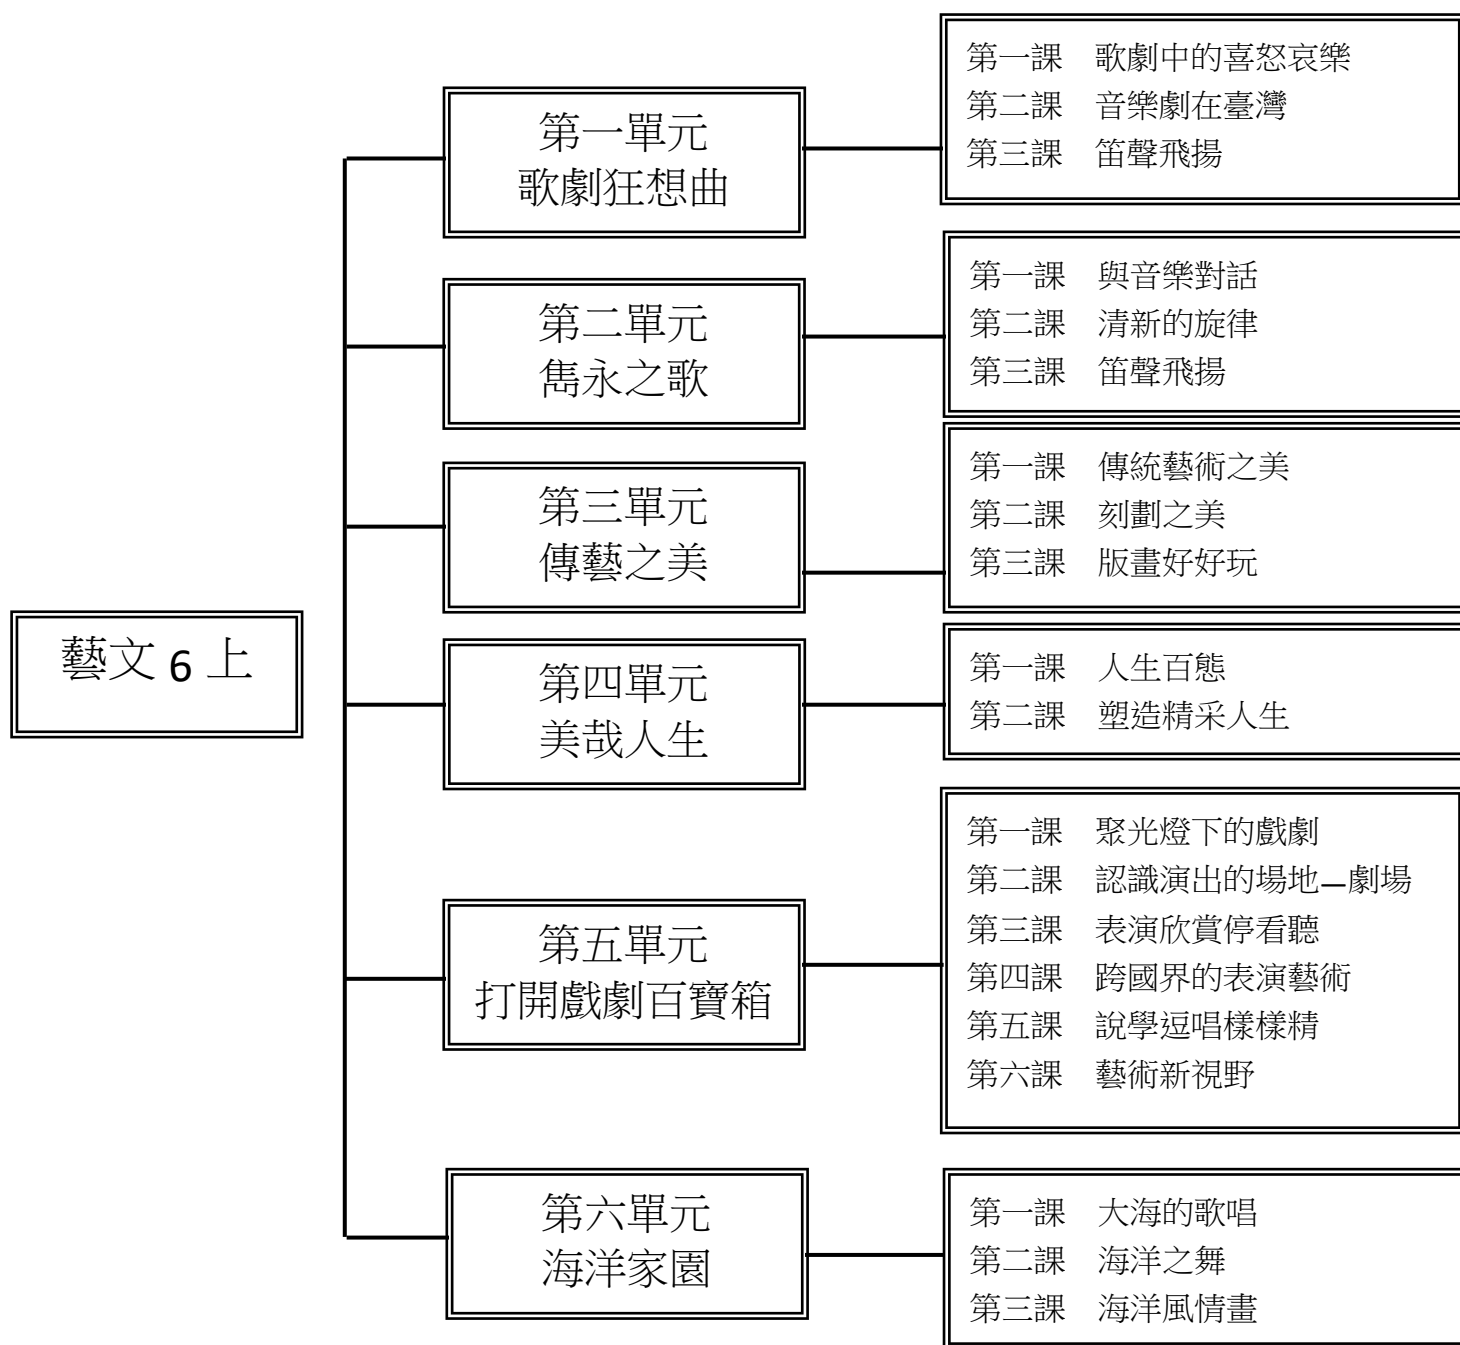 藝文 6 上
第一單元
歌劇狂想曲
第一課　歌劇中的喜怒哀樂
第二課　音樂劇在臺灣
第三課　笛聲飛揚
第二單元
雋永之歌
第一課　與音樂對話
第二課　清新的旋律
第三課　笛聲飛揚
第三單元
傳藝之美
第一課　傳統藝術之美
第二課　刻劃之美
第三課　版畫好好玩
第四單元
美哉人生
第一課　人生百態
第二課　塑造精采人生
第五單元
打開戲劇百寶箱
第一課　聚光燈下的戲劇
第二課　認識演出的場地—劇場
第三課　表演欣賞停看聽
第四課　跨國界的表演藝術
第五課　說學逗唱樣樣精
第六課　藝術新視野
第六單元
海洋家園
第一課　大海的歌唱
第二課　海洋之舞
第三課　海洋風情畫